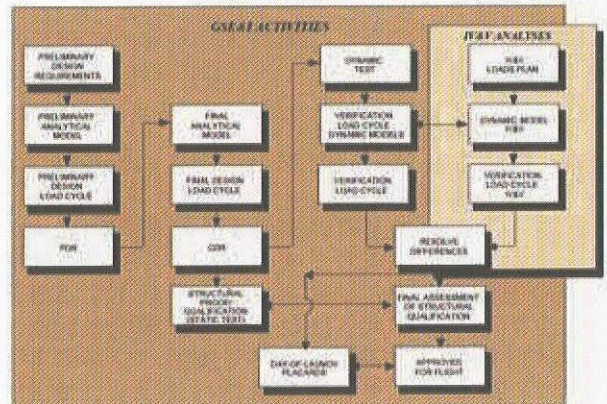 GSE&I ACTIVITIES
IV&V ANALYSES
PRELIMINARY
DESIGN
REQUIREMENTS
PRELIMINARY
ANALYTICAL
MODEL
PRELIMINARY
DESIGN
LOAD CYCLE
PDR
FINAL
ANALYTICAL
MODEL
FINAL DESIGN
LOAD CYCLE
CDR
STRUCTURAL
PROOF/
QUALIFICATION
(STATIC TEST)
DYNAMIC
TEST
VERIFICATION
LOAD CYCLE
DYNAMIC MODELS
VERIFICATION
LOAD CYCLE
IV&V
LOADS PLAN
DYNAMIC MODEL
IV&V
VERIFICATION
LOAD CYCLE
IV&V
RESOLVE
DIFFERENCES
FINAL ASSESSMENT
OF STRUCTURAL
QUALIFICATION
DAY-OF-LAUNCH
PLACARDS
APPROVED
FOR FLIGHT